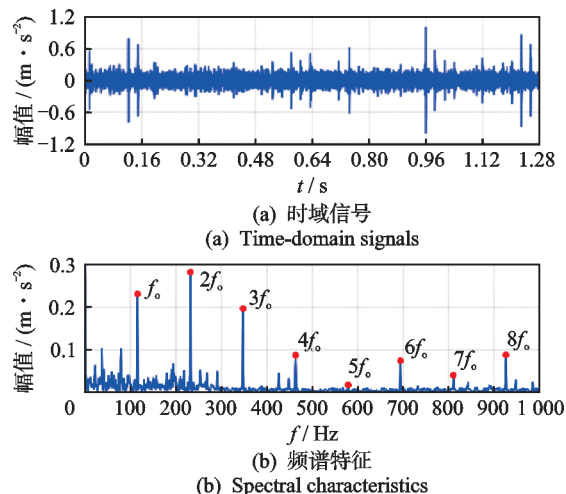 1.2
0.6
0
−0.6
−1.2
幅值 / (m·s⁻²)
0 0.16 0.32 0.48 0.64 0.80 0.96 1.12 1.28
t / s
(a) 时域信号
(a) Time-domain signals
0.3
0.1
0
幅值 / (m·s⁻²)
fₒ 2fₒ 3fₒ 4fₒ 5fₒ 6fₒ 7fₒ 8fₒ
100 200 300 400 500 600 700 800 900 1 000
f / Hz
(b) 频谱特征
(b) Spectral characteristics